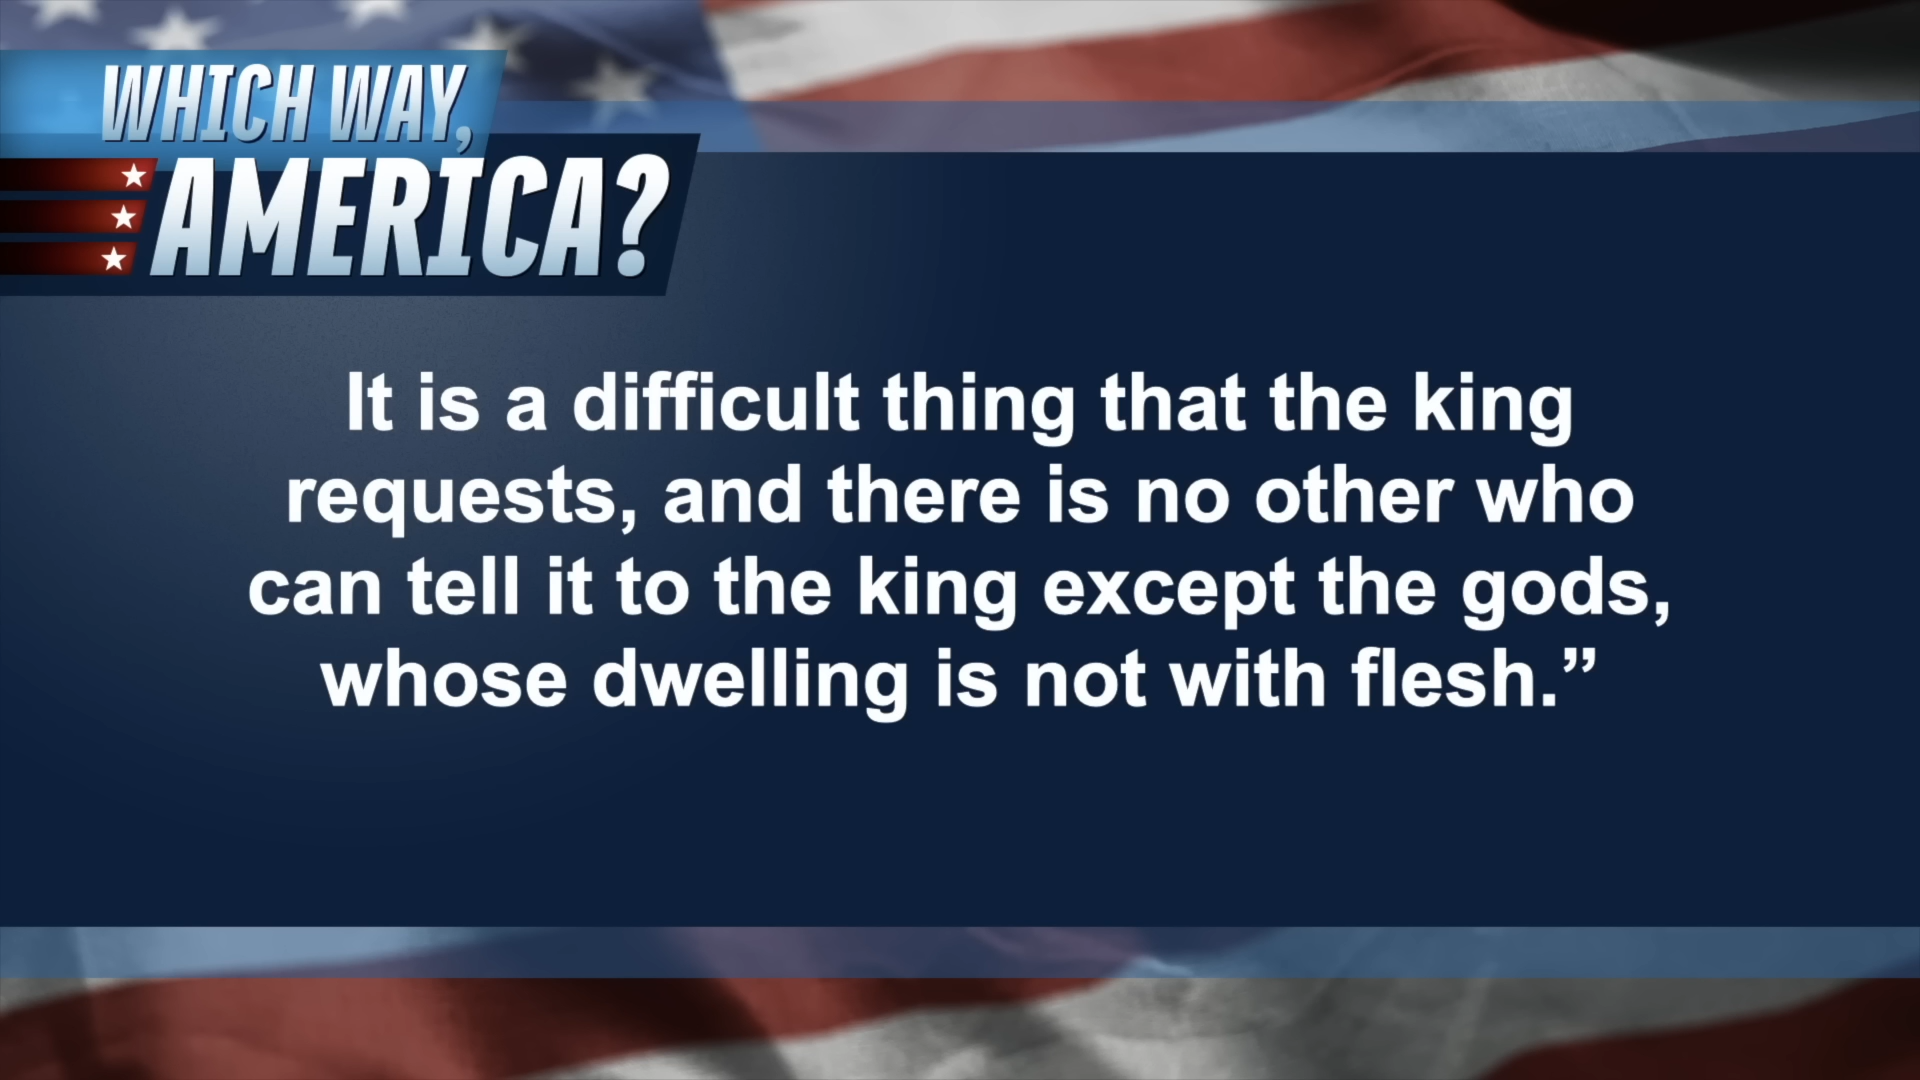 WHICH WAY,
AMERICA?
It is a difficult thing that the king
requests, and there is no other who
can tell it to the king except the gods,
whose dwelling is not with flesh.”